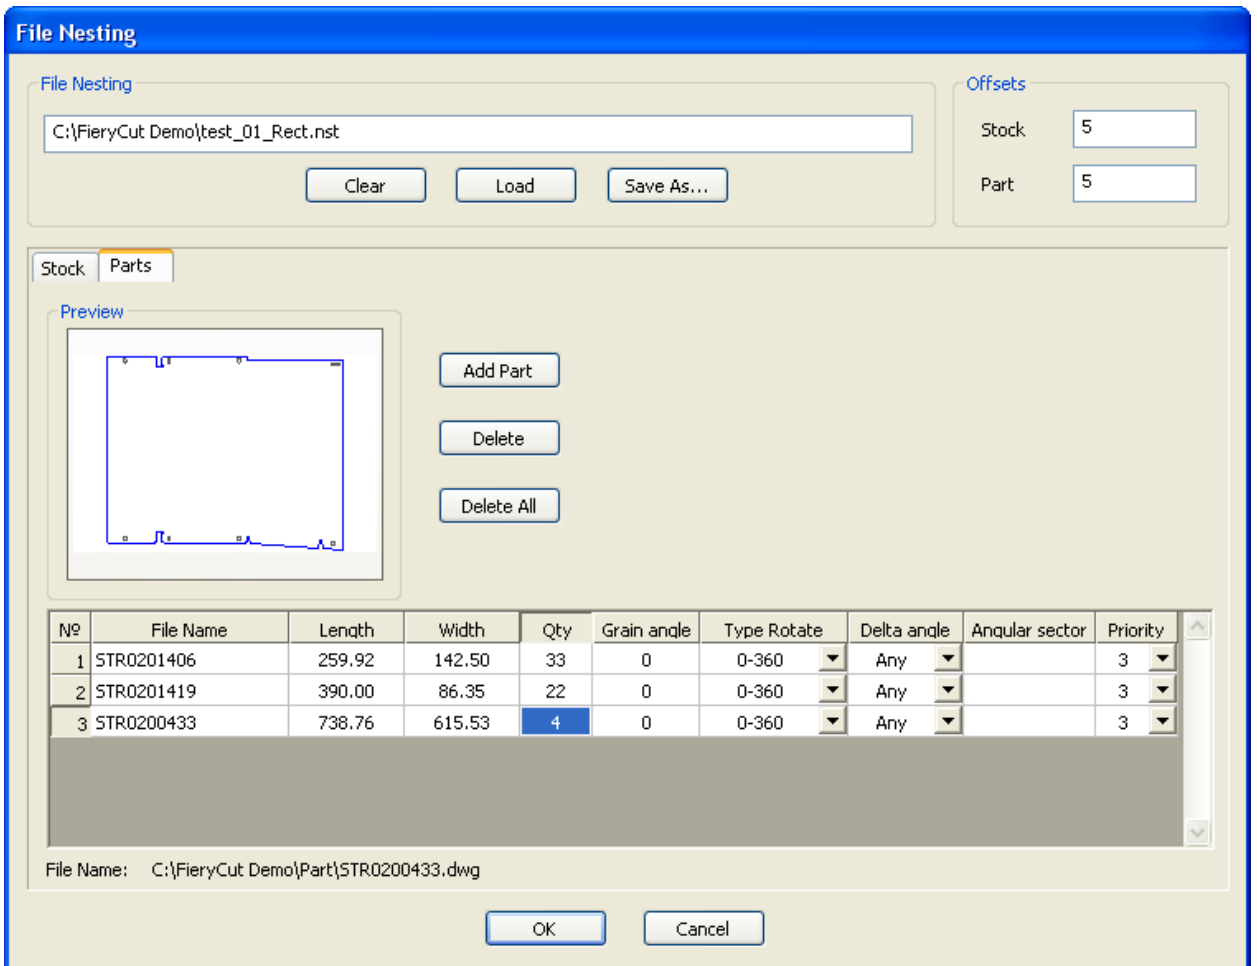 File Nesting
File Nesting
C:\FieryCut Demo\test_01_Rect.nst
Clear Load Save As...
Offsets
Stock 5
Part 5
Stock Parts
Preview
Add Part
Delete
Delete All
Nº File Name Length Width Qty Grain angle Type Rotate Delta angle Angular sector Priority
1 STR0201406 259.92 142.50 33 0 0-360 Any 3
2 STR0201419 390.00 86.35 22 0 0-360 Any 3
3 STR0200433 738.76 615.53 4 0 0-360 Any 3
File Name: C:\FieryCut Demo\Part\STR0200433.dwg
OK Cancel